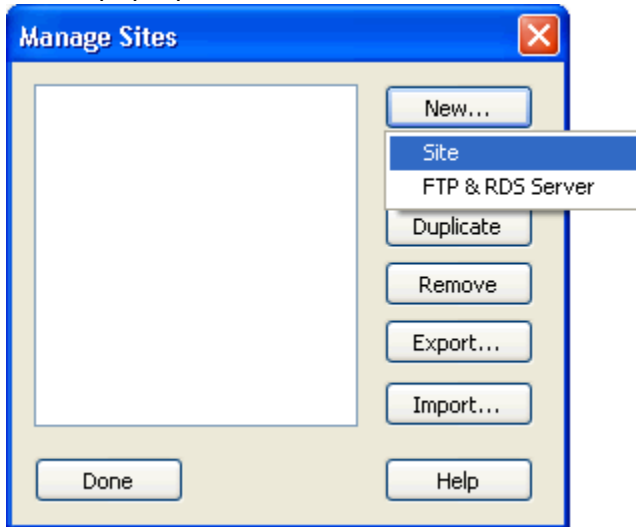 Manage Sites
New...
Site
FTP & RDS Server
Duplicate
Remove
Export...
Import...
Done
Help